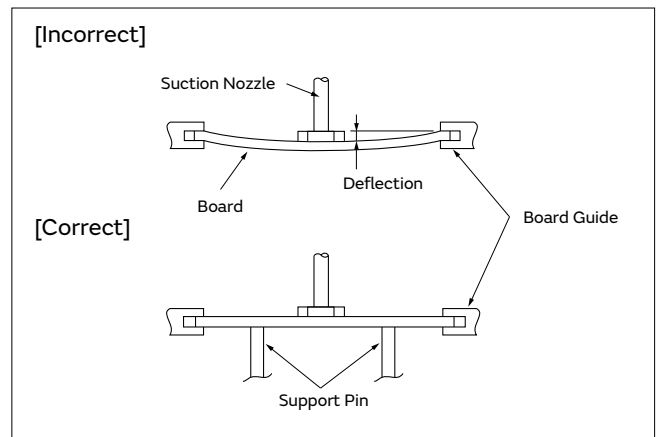 [Incorrect]
Suction Nozzle
Deflection
Board
Board Guide
[Correct]
Support Pin